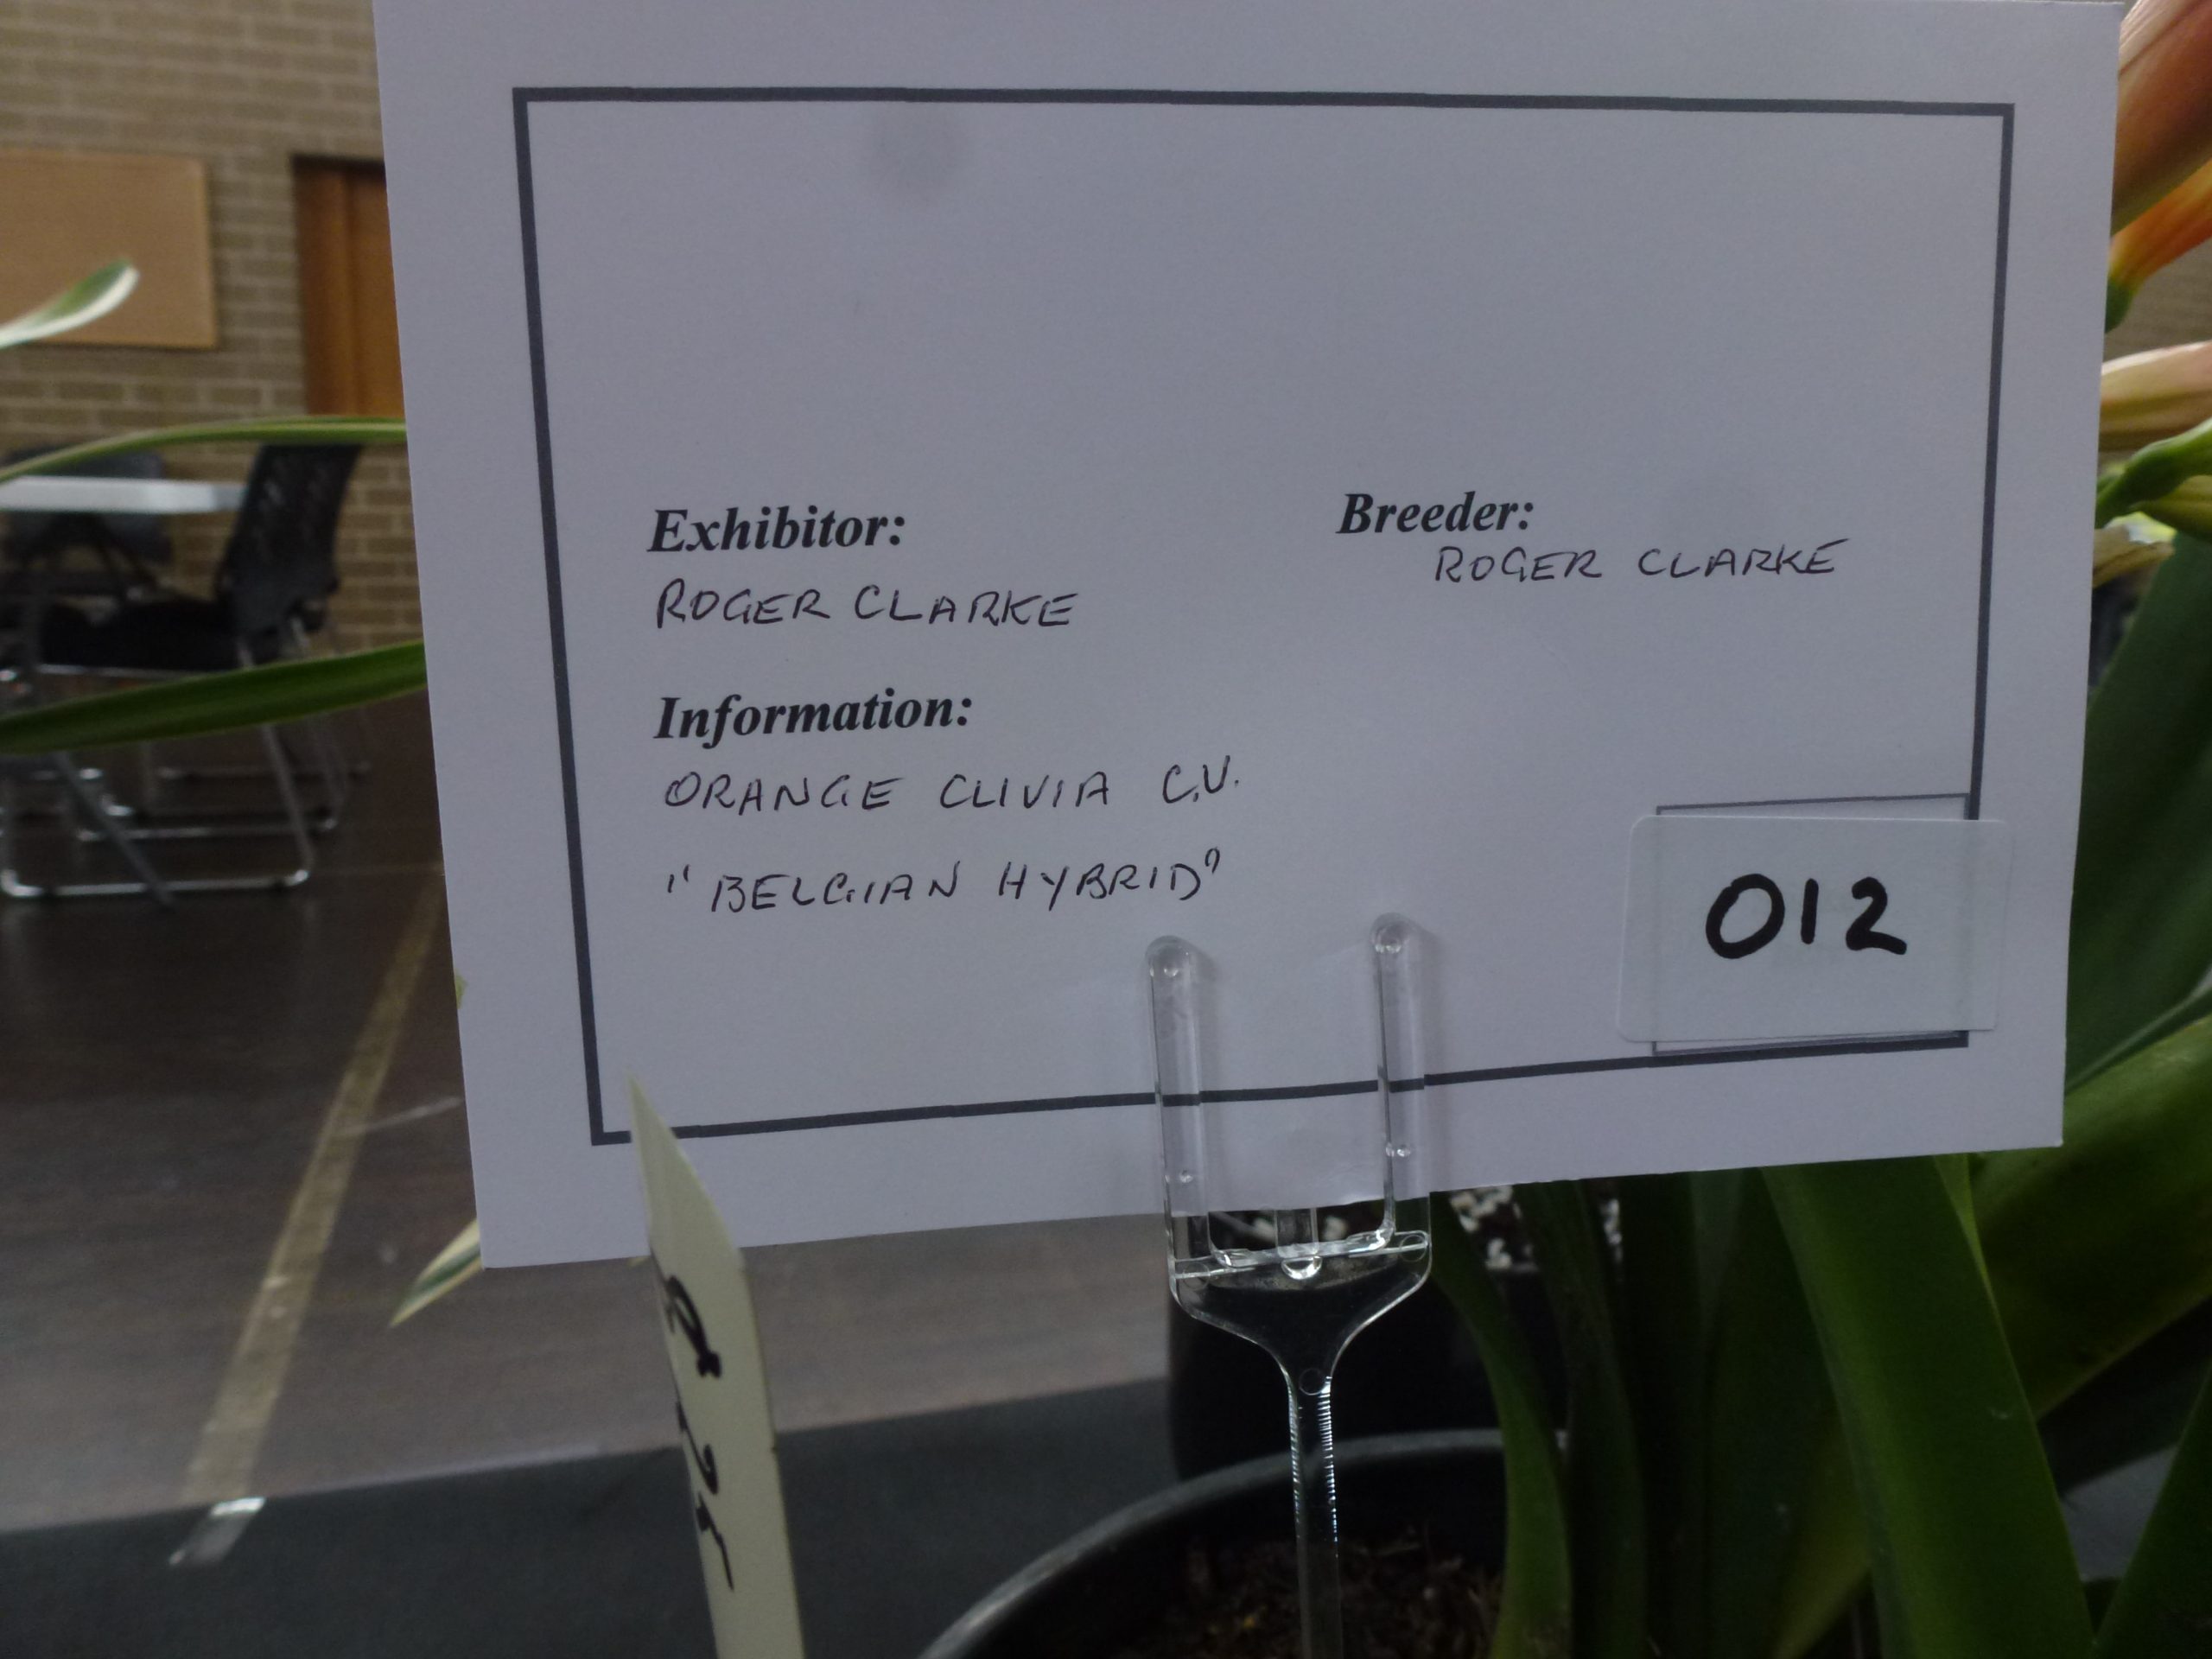 Exhibitor:
ROGER CLARKE
Breeder:
ROGER CLARKE
Information:
ORANGE CLIVIA C.V.
"BELGIAN HYBRID"
012